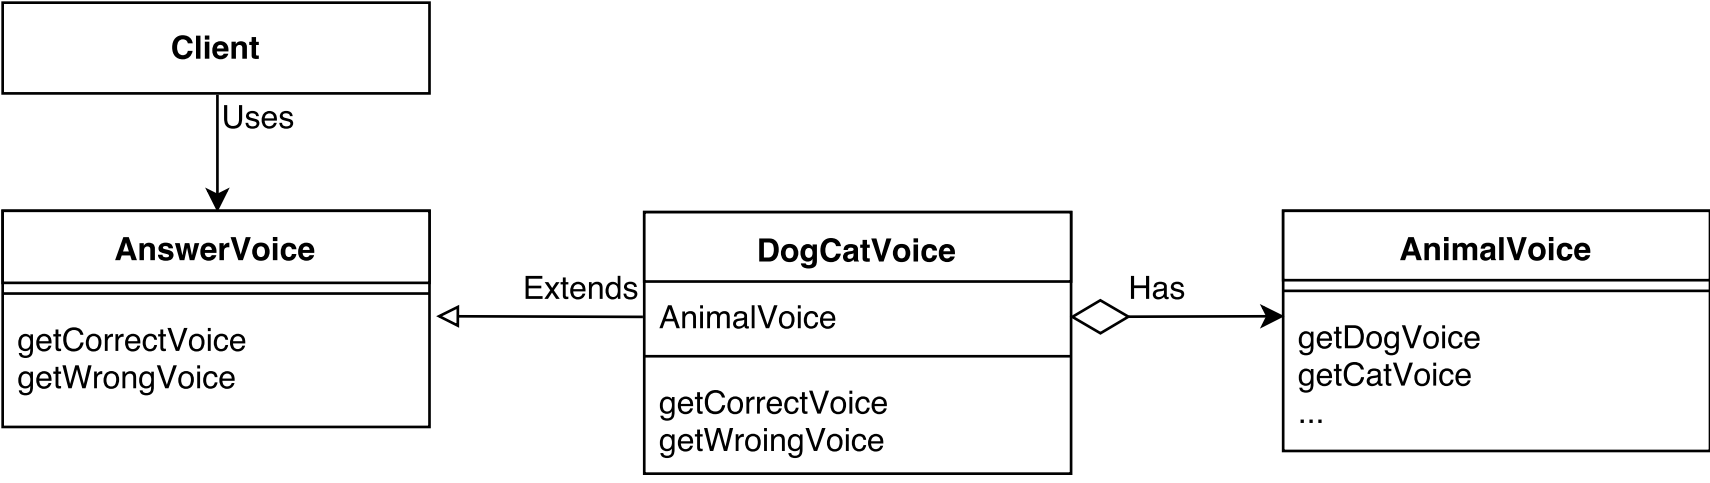 Client
Uses
AnswerVoice
getCorrectVoice
getWrongVoice
Extends
DogCatVoice
AnimalVoice
getCorrectVoice
getWroingVoice
Has
AnimalVoice
getDogVoice
getCatVoice
...